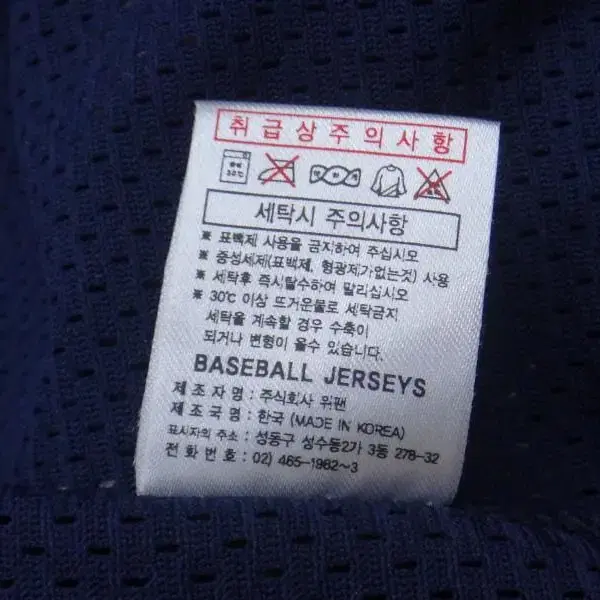 취급상주의사항
30℃
세탁시 주의사항
※ 표빽제 사용을 금지하여 주십시오
※ 중성세제(표백제, 형광제가없는것) 사용
※ 세탁후 즉시탈수하여 말리십시오
※ 30℃ 이상 뜨거운물로 세탁금지
세탁을 계속할 경우 수축이
되거나 변형이 올수 있습니다.
BASEBALL JERSEYS
제 조 자 명 : 주식회사 위팬
제 조 국 명 : 한국 (MADE IN KOREA)
표시자의 주소 : 성동구 성수동2가 3동 278-32
전 화 번 호 : 02) 465-1982~3